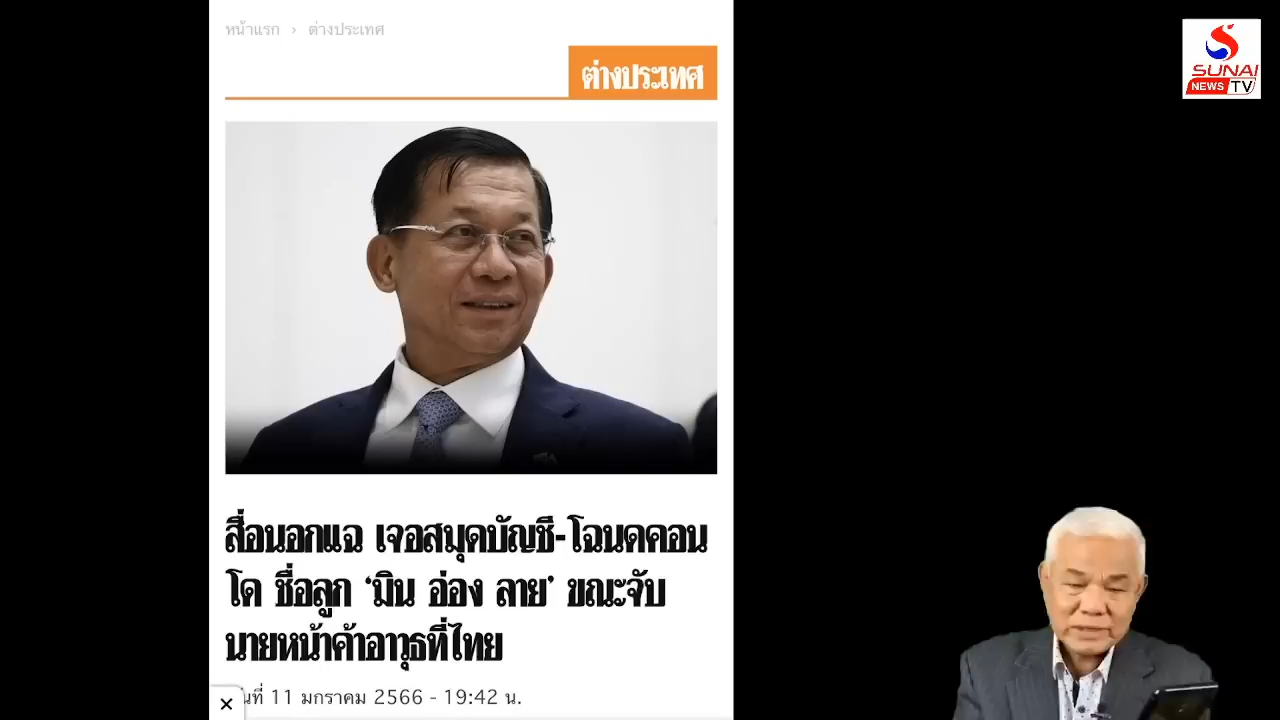 หน้าแรก › ต่างประเทศ
ต่างประเทศ
SUNAI
NEWS TV
สื่อนอกแฉ เจอสมุดบัญชี-โฉนดคอน
โด ชื่อลูก ‘มิน อ่อง ลาย’ ขณะจับ
นายหน้าค้าอาวุธที่ไทย
11 มกราคม 2566 - 19:42 น.